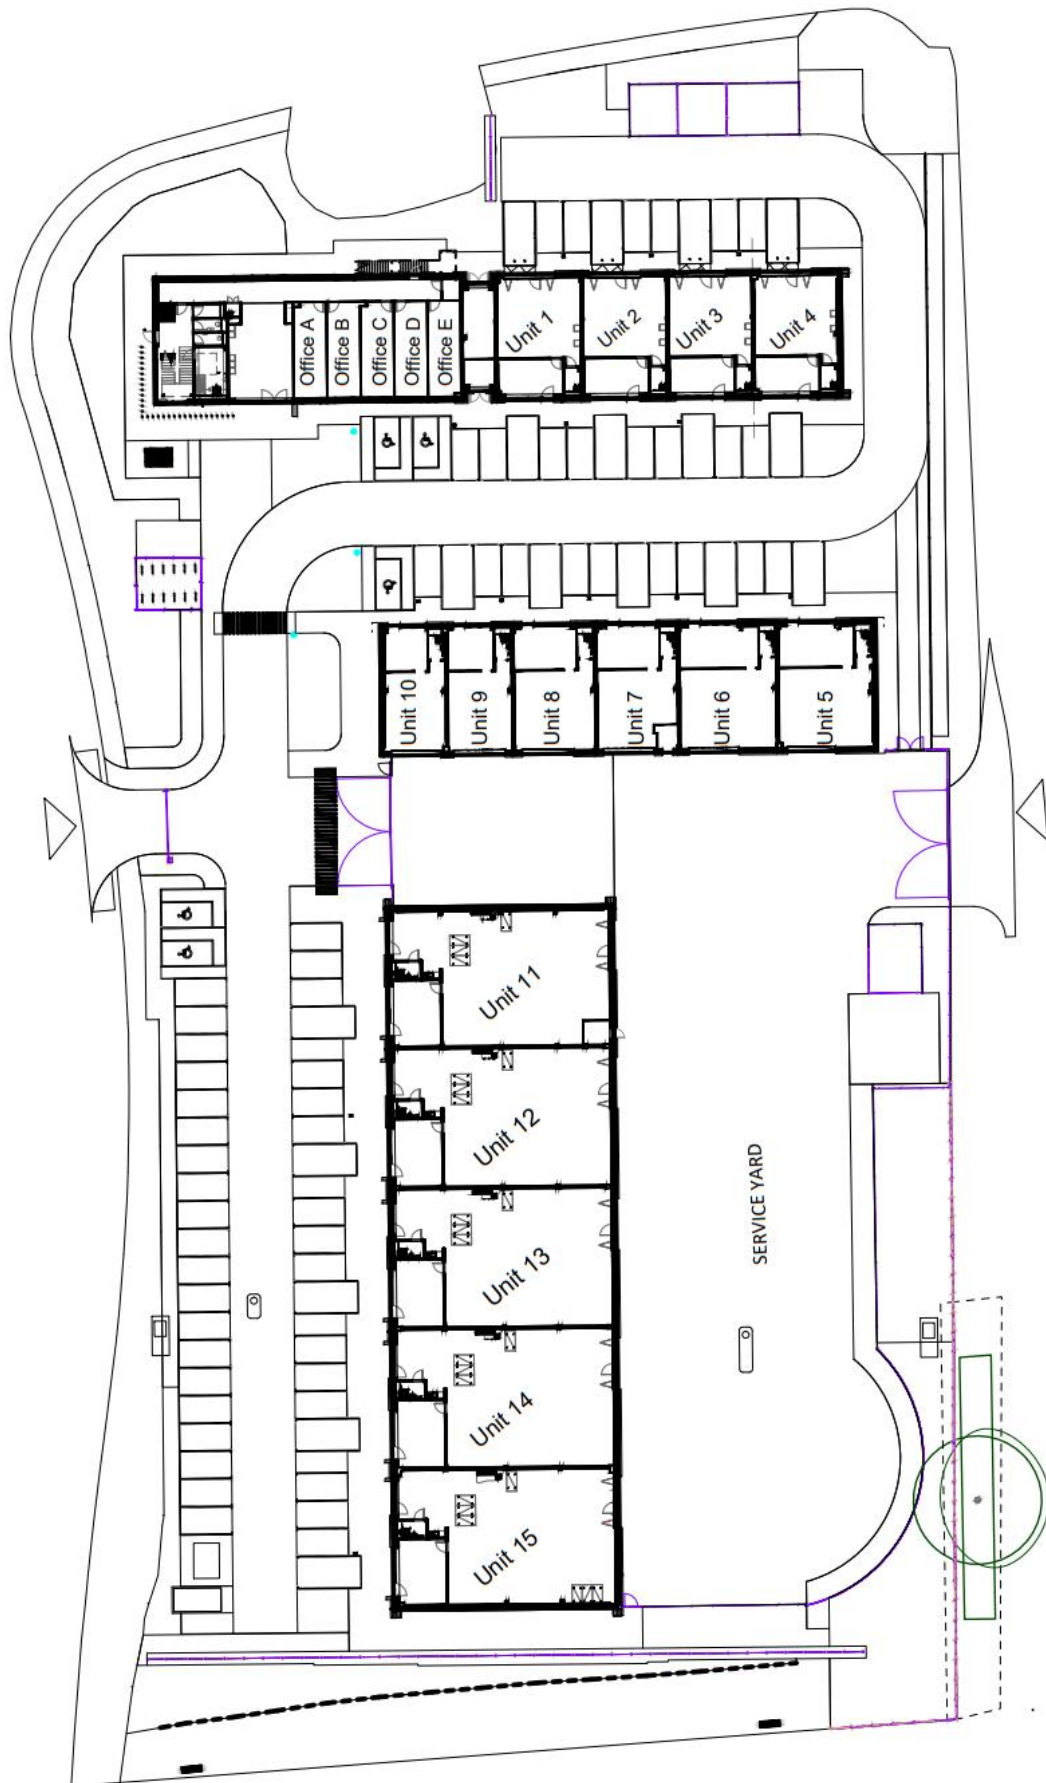 Office A
Office B
Office C
Office D
Office E
Unit 1
Unit 2
Unit 3
Unit 4
Unit 10
Unit 9
Unit 8
Unit 7
Unit 6
Unit 5
Unit 11
Unit 12
Unit 13
Unit 14
Unit 15
SERVICE YARD